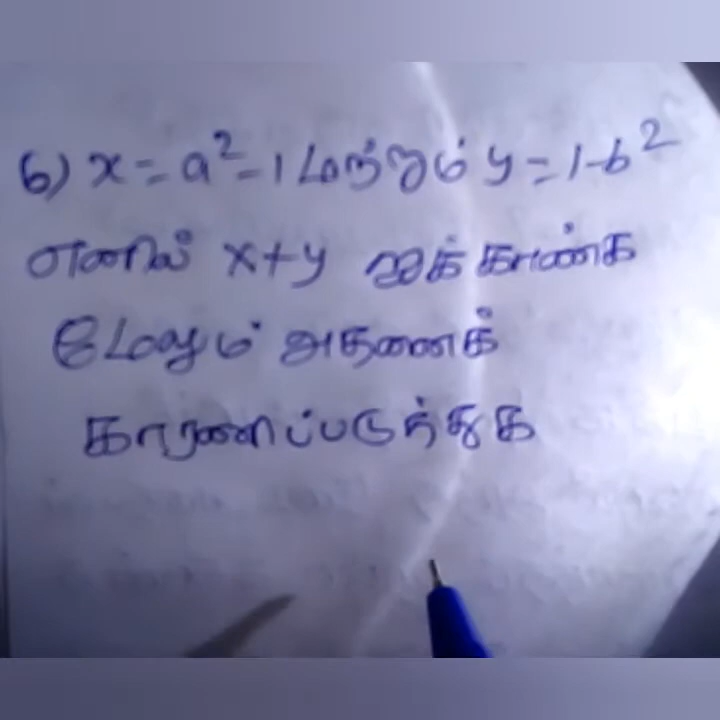 6) x = a² - 1 மற்றும் y = 1 - b²
எனில் x+y ஐக் காண்க
மேலும் அதனைக்
காரணிப்படுத்துக